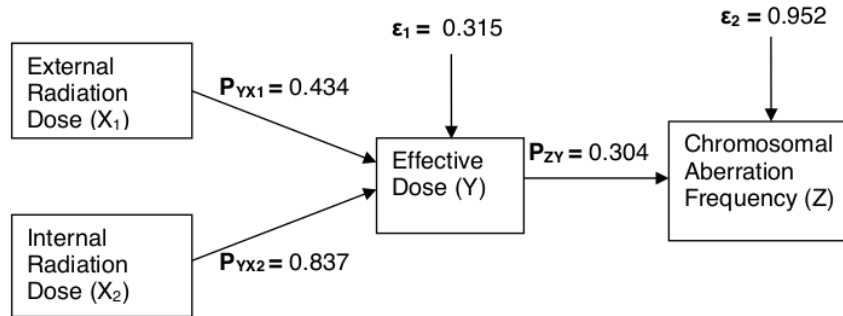 ε₁ = 0.315
ε₂ = 0.952
External
Radiation
Dose (X₁)
P_YX1 = 0.434
Effective
Dose (Y)
P_ZY = 0.304
Chromosomal
Aberration
Frequency (Z)
Internal
Radiation
Dose (X₂)
P_YX2 = 0.837